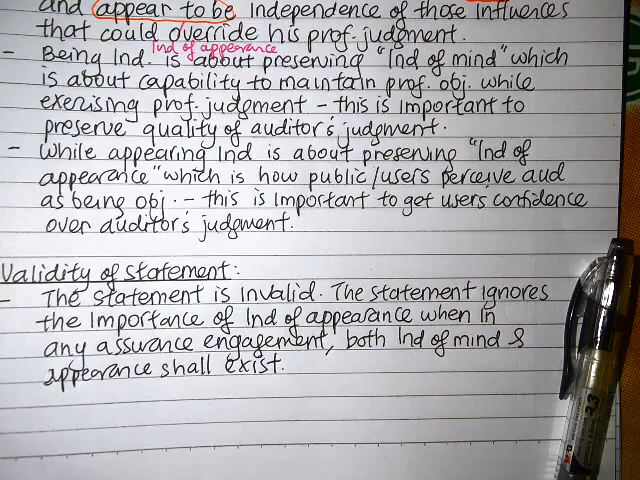 and appear to be independence of those influences
that could override his prof. judgment.
Ind of appearance
- Being Ind. is about preserving "Ind of mind" which
is about capability to maintain prof. obj. while
exerising prof. judgment - this is important to
preserve quality of auditor's judgment.
- While appearing Ind is about preserving "Ind of
appearance" which is how public/users perceive aud
as being obj. - this is important to get users' confidence
over auditor's judgment.
Validity of statement:
- The statement is invalid. The statement ignores
the importance of Ind of appearance when in
any assurance engagement, both Ind of mind &
appearance shall exist.